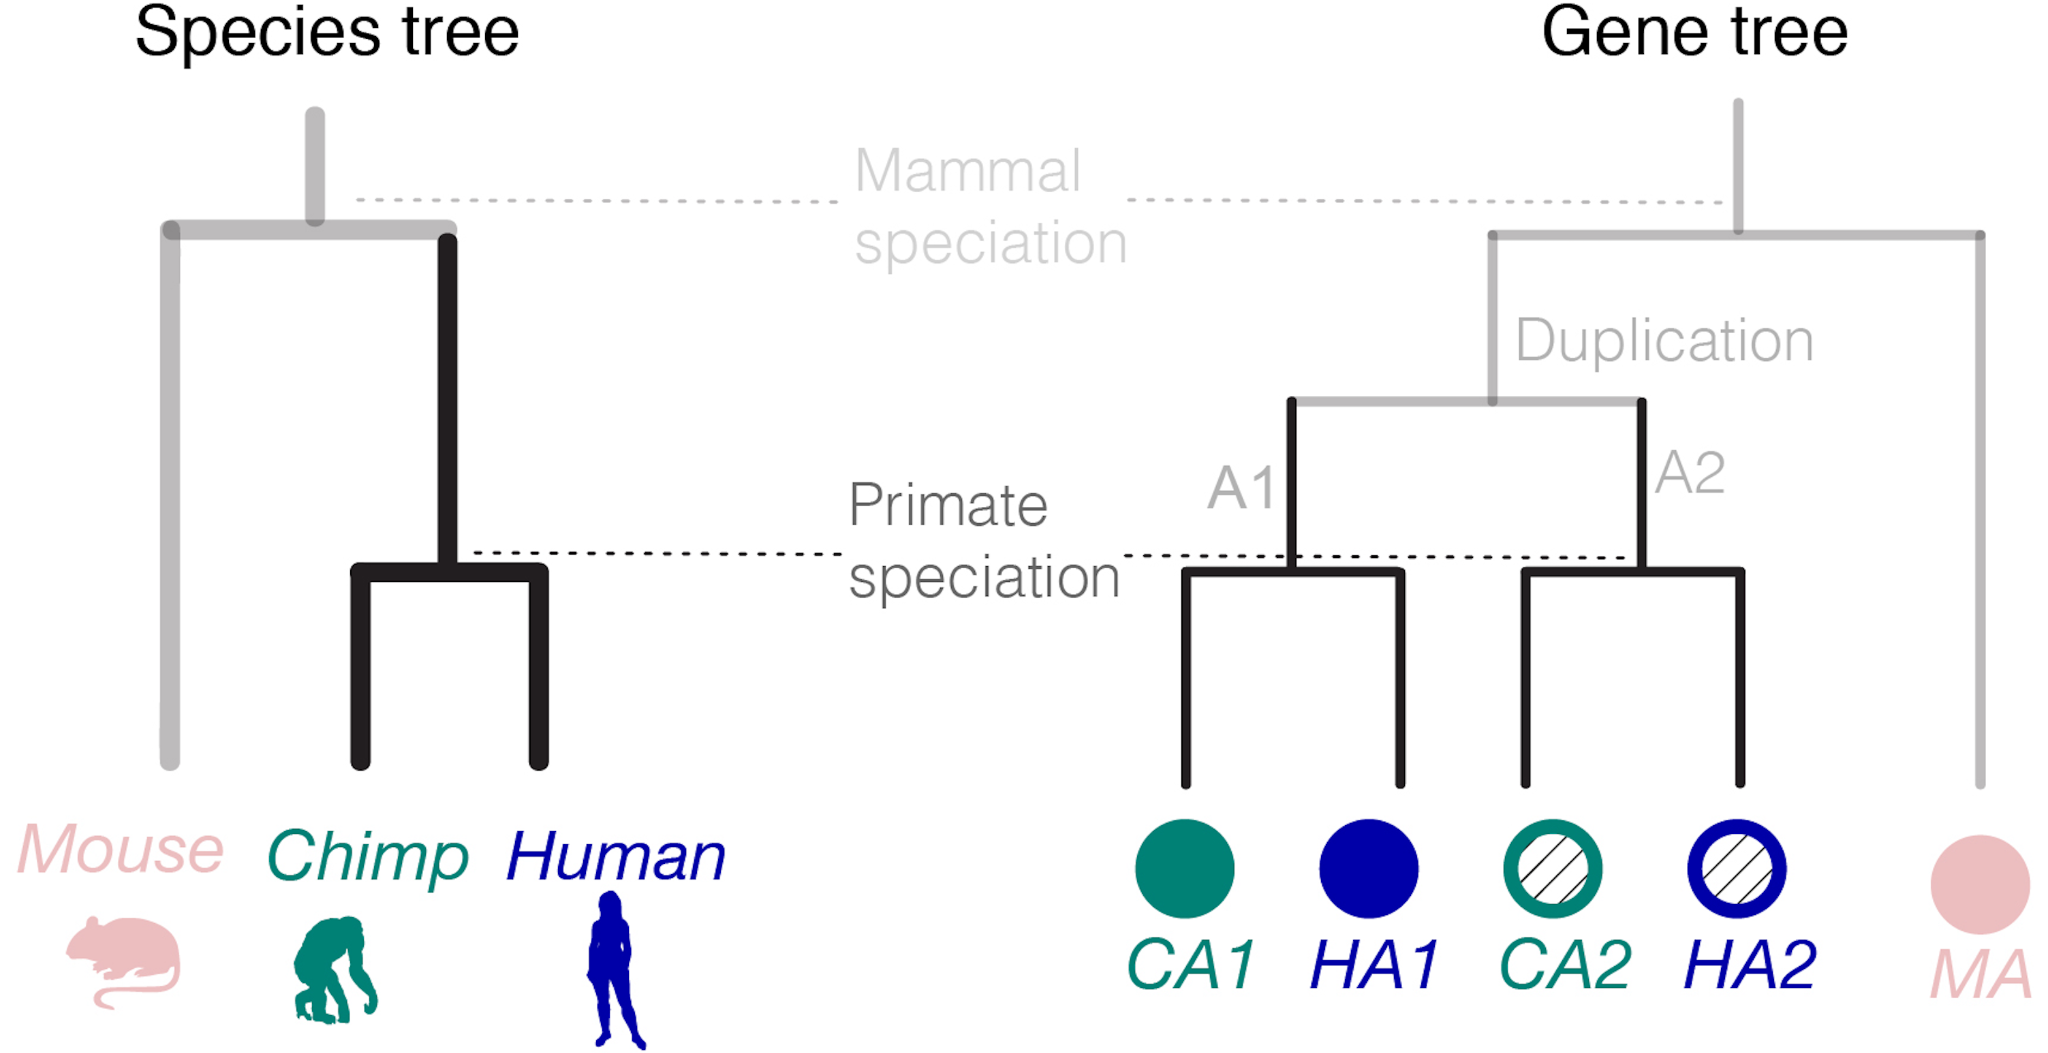 Species tree
Gene tree
Mammal
speciation
Duplication
A1
A2
Primate
speciation
Mouse
Chimp
Human
CA1
HA1
CA2
HA2
MA